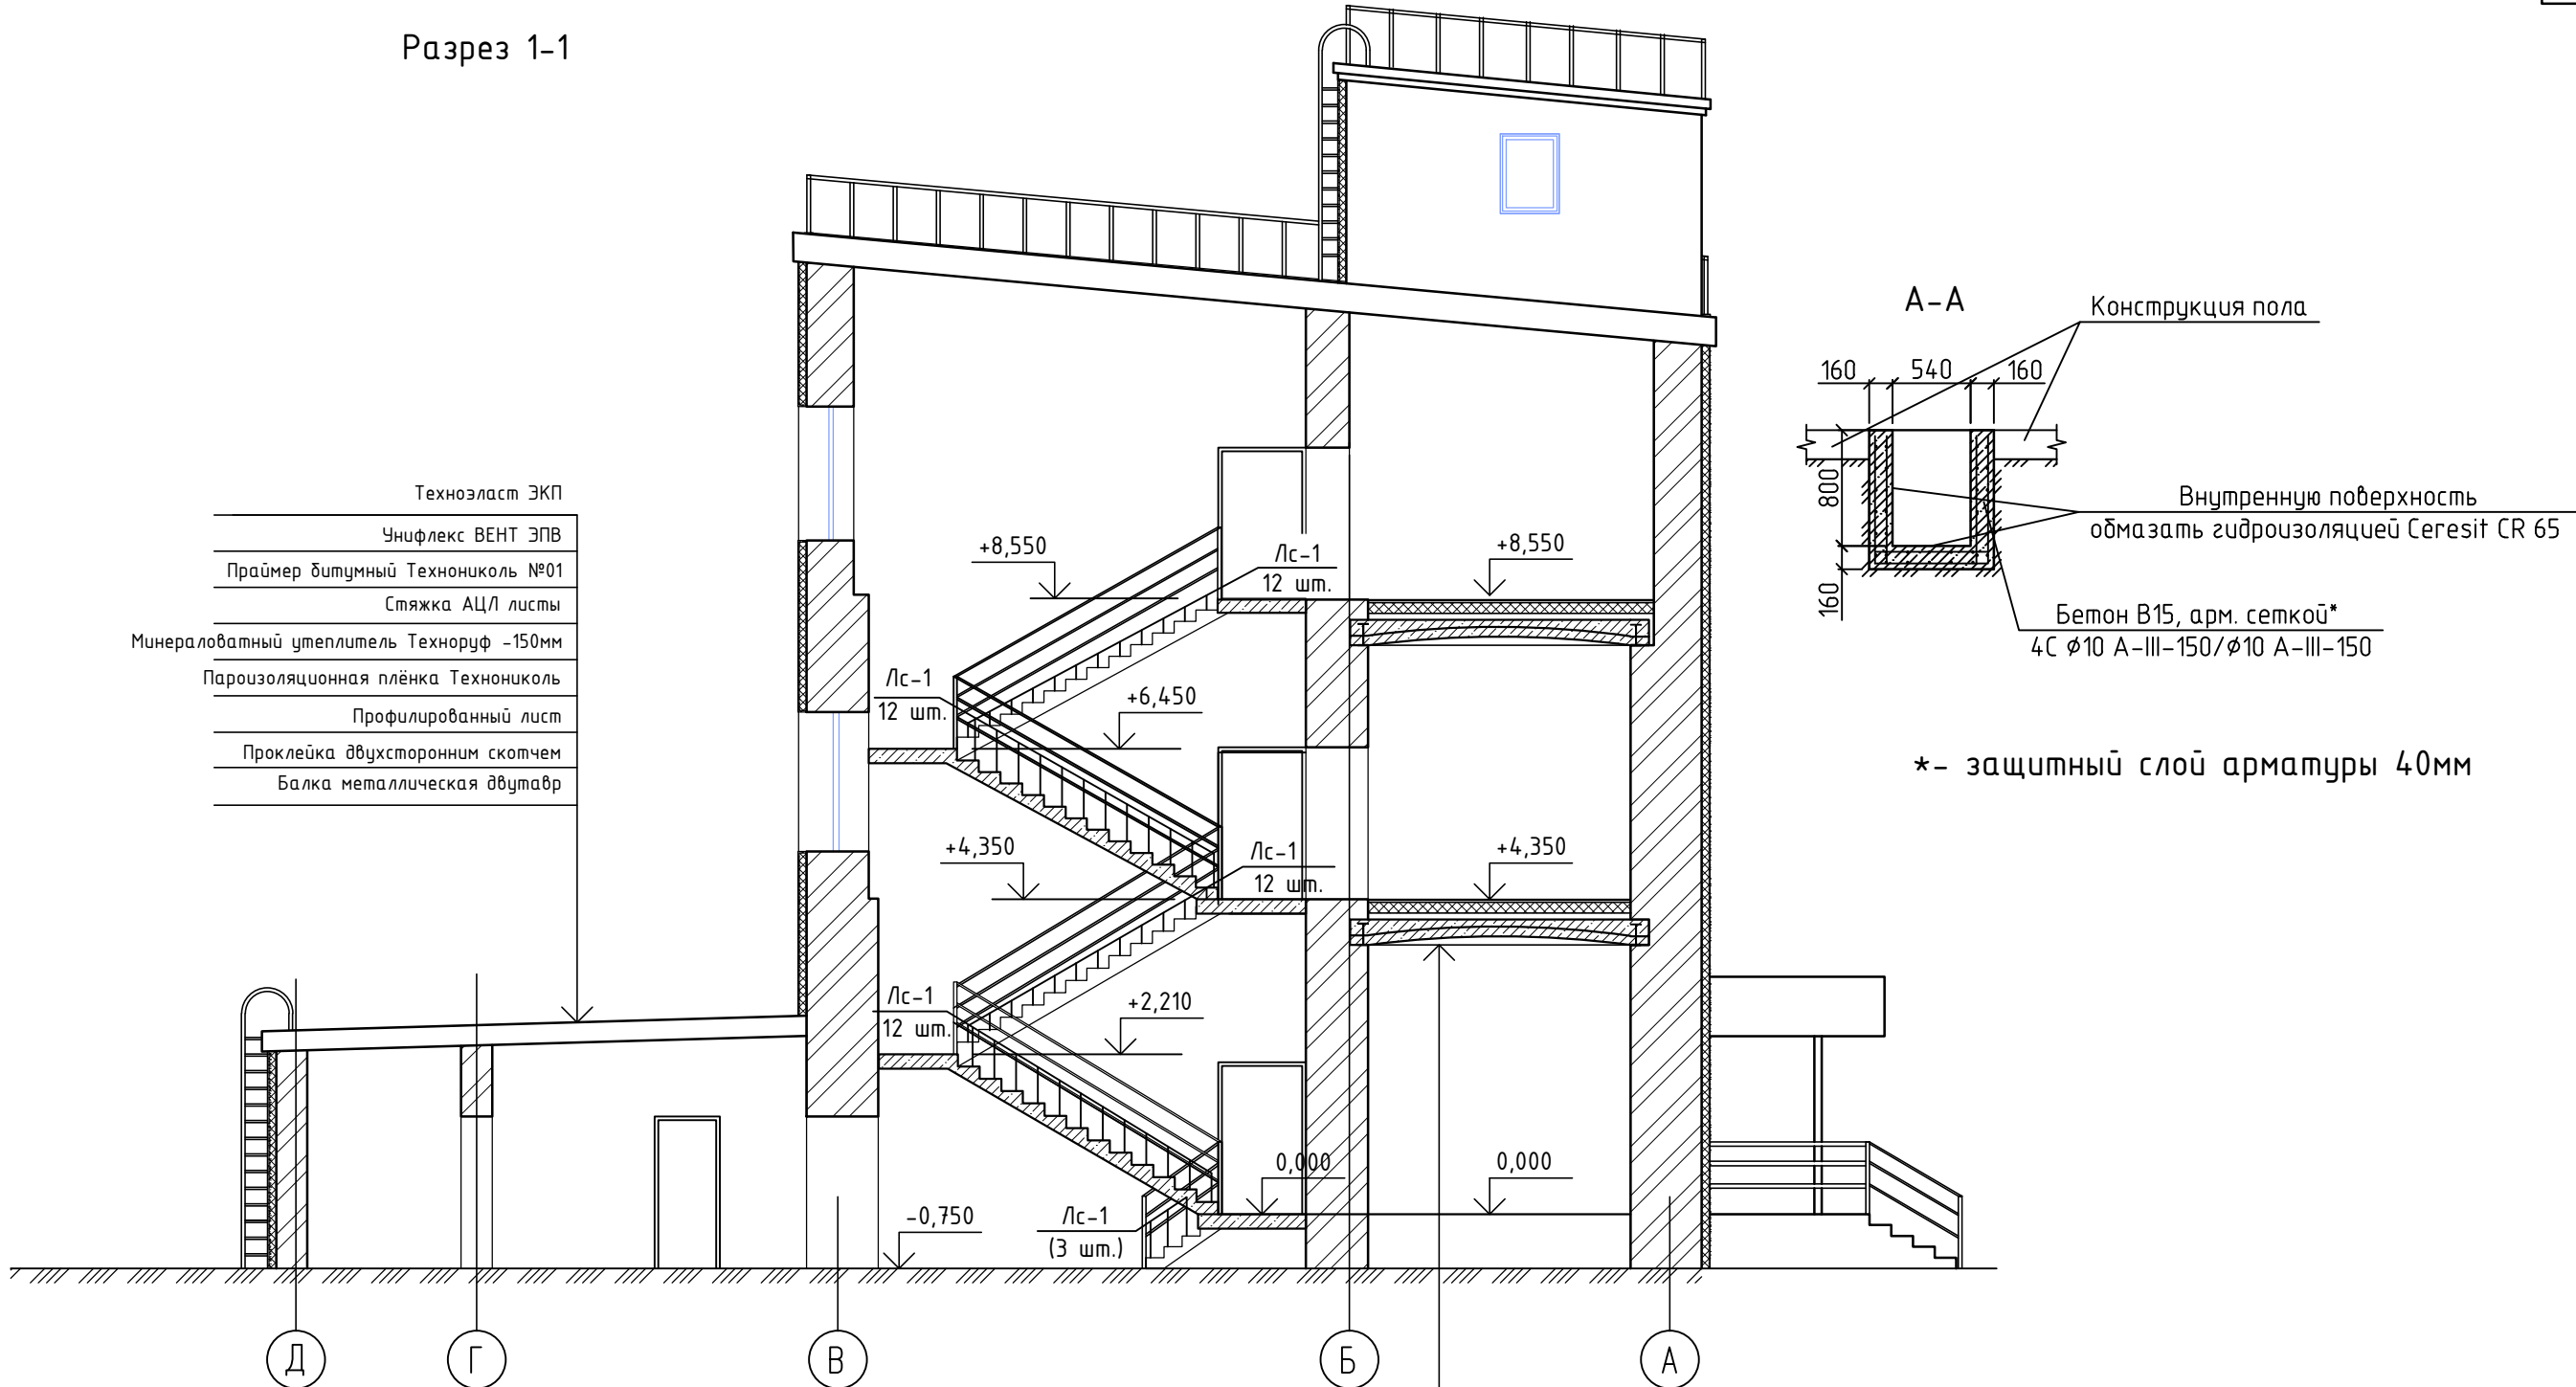 Разрез 1-1
Техноэласт ЭКП
Унифлекс ВЕНТ ЭПВ
Праймер битумный Технониколь №01
Стяжка АЦЛ листы
Минераловатный утеплитель Техноруф -150мм
Пароизоляционная плёнка Технониколь
Профилированный лист
Проклейка двухсторонним скотчем
Балка металлическая двутавр
+8,550
Лс-1
12 шт.
+8,550
Лс-1
12 шт.
+6,450
+4,350
Лс-1
12 шт.
+4,350
Лс-1
12 шт.
+2,210
0,000
0,000
-0,750
Лс-1
(3 шт.)
Д
Г
В
Б
А
А-А
Конструкция пола
160
540
160
800
160
Внутренную поверхность
обмазать гидроизоляцией Ceresit CR 65
Бетон В15, арм. сеткой*
4С ⌀10 А-III-150/⌀10 А-III-150
*- защитный слой арматуры 40мм